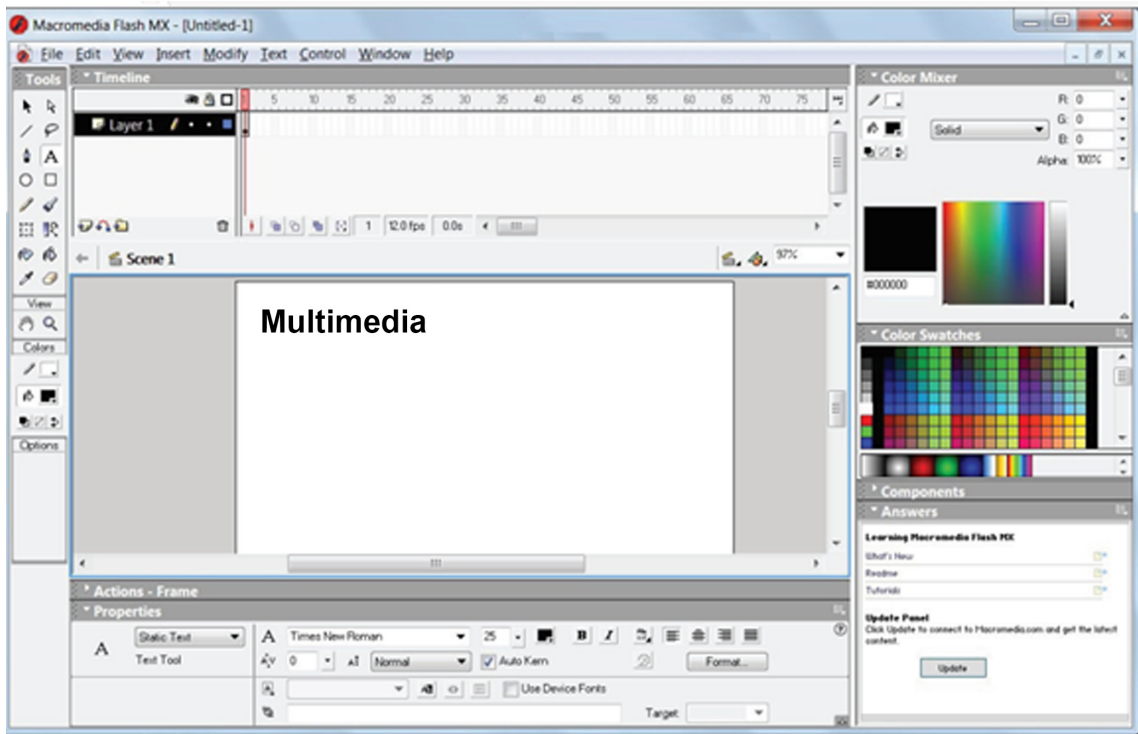 Macromedia Flash MX - [Untitled-1]
File Edit View Insert Modify Text Control Window Help
Tools
Timeline
5 10 15 20 25 30 35 40 45 50 55 60 65 70 75
Layer 1
1 12.0 fps 0.0s
Scene 1
97%
View
Colors
Options
Multimedia
Actions - Frame
Properties
Static Text
A Times New Roman 25 B I
A Text Tool
0 Normal Auto Kern Format...
Use Device Fonts
Target:
Color Mixer
R: 0
Solid
G: 0
B: 0
Alpha: 100%
#000000
Color Swatches
Components
Answers
Learning Macromedia Flash MX
What's New
Readme
Tutorials
Update Panel
Click Update to connect to Macromedia.com and get the latest
content.
Update